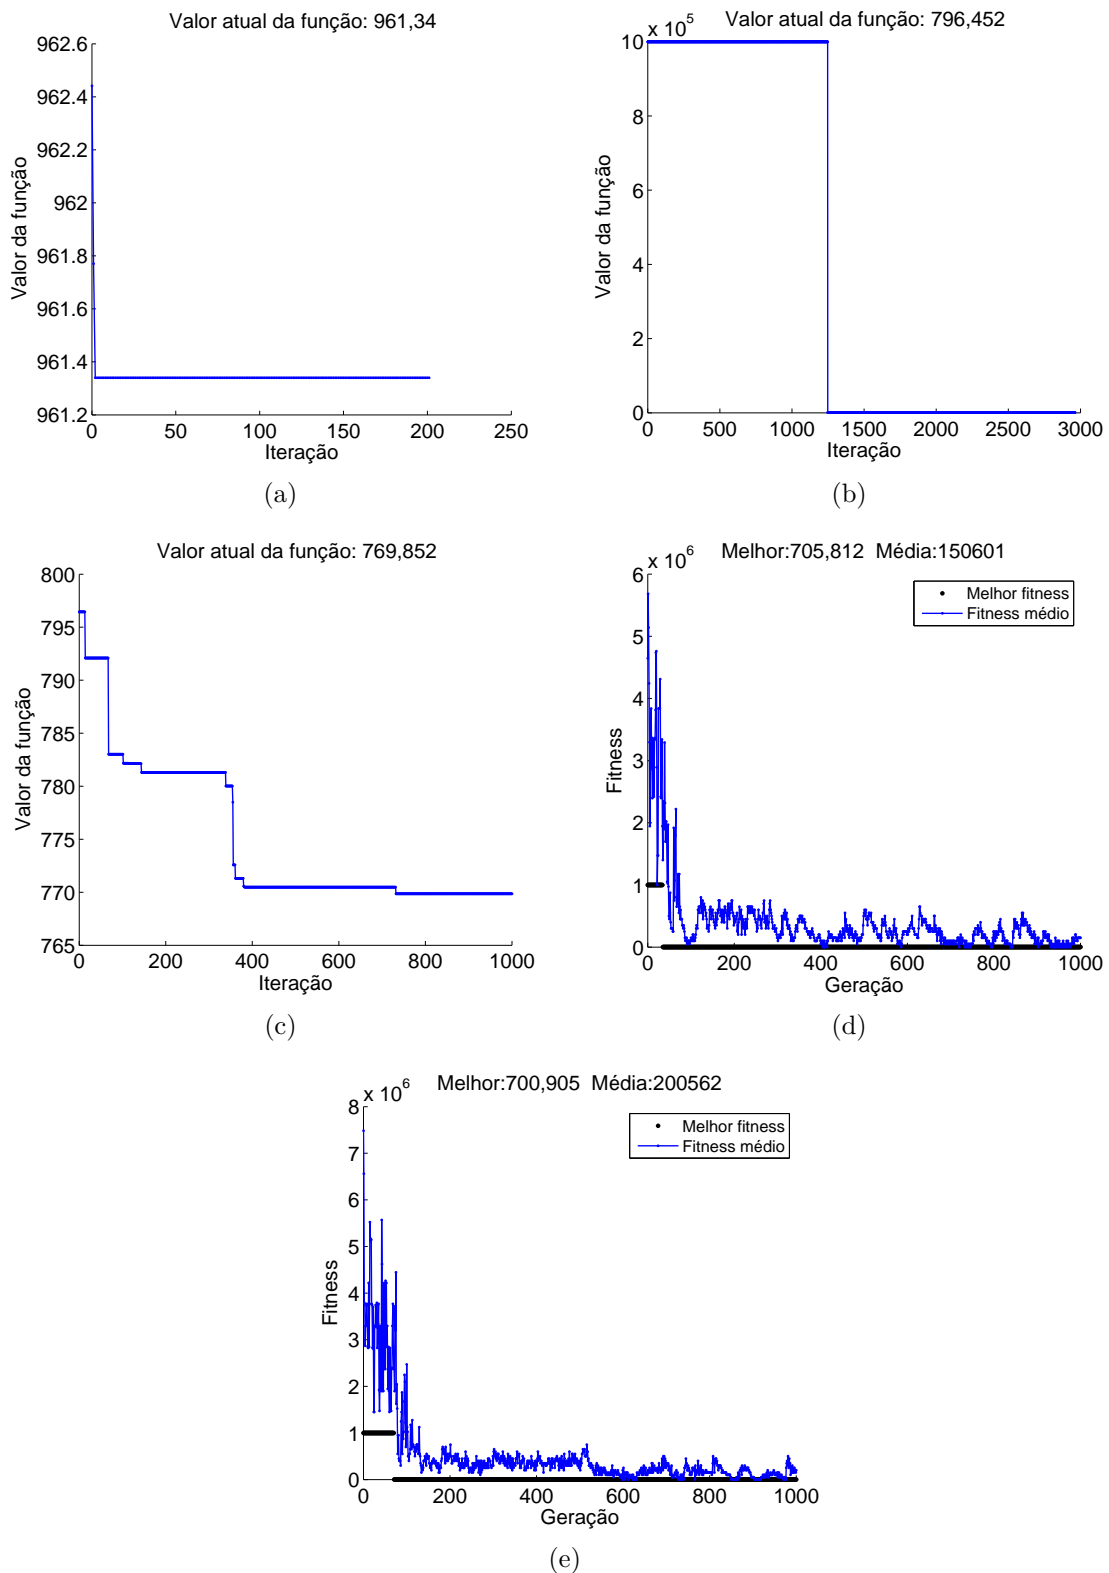 Valor atual da função: 961,34
962.6
962.4
962.2
962
961.8
961.6
961.4
961.2
Valor da função
0 50 100 150 200 250
Iteração
(a)
Valor atual da função: 796,452
x 10^5
10
8
6
4
2
0
Valor da função
0 500 1000 1500 2000 2500 3000
Iteração
(b)
Valor atual da função: 769,852
800
795
790
785
780
775
770
765
Valor da função
0 200 400 600 800 1000
Iteração
(c)
Melhor:705,812 Média:150601
x 10^6
6
5
4
3
2
1
0
Fitness
Melhor fitness
Fitness médio
0 200 400 600 800 1000
Geração
(d)
Melhor:700,905 Média:200562
x 10^6
8
7
6
5
4
3
2
1
0
Fitness
Melhor fitness
Fitness médio
0 200 400 600 800 1000
Geração
(e)